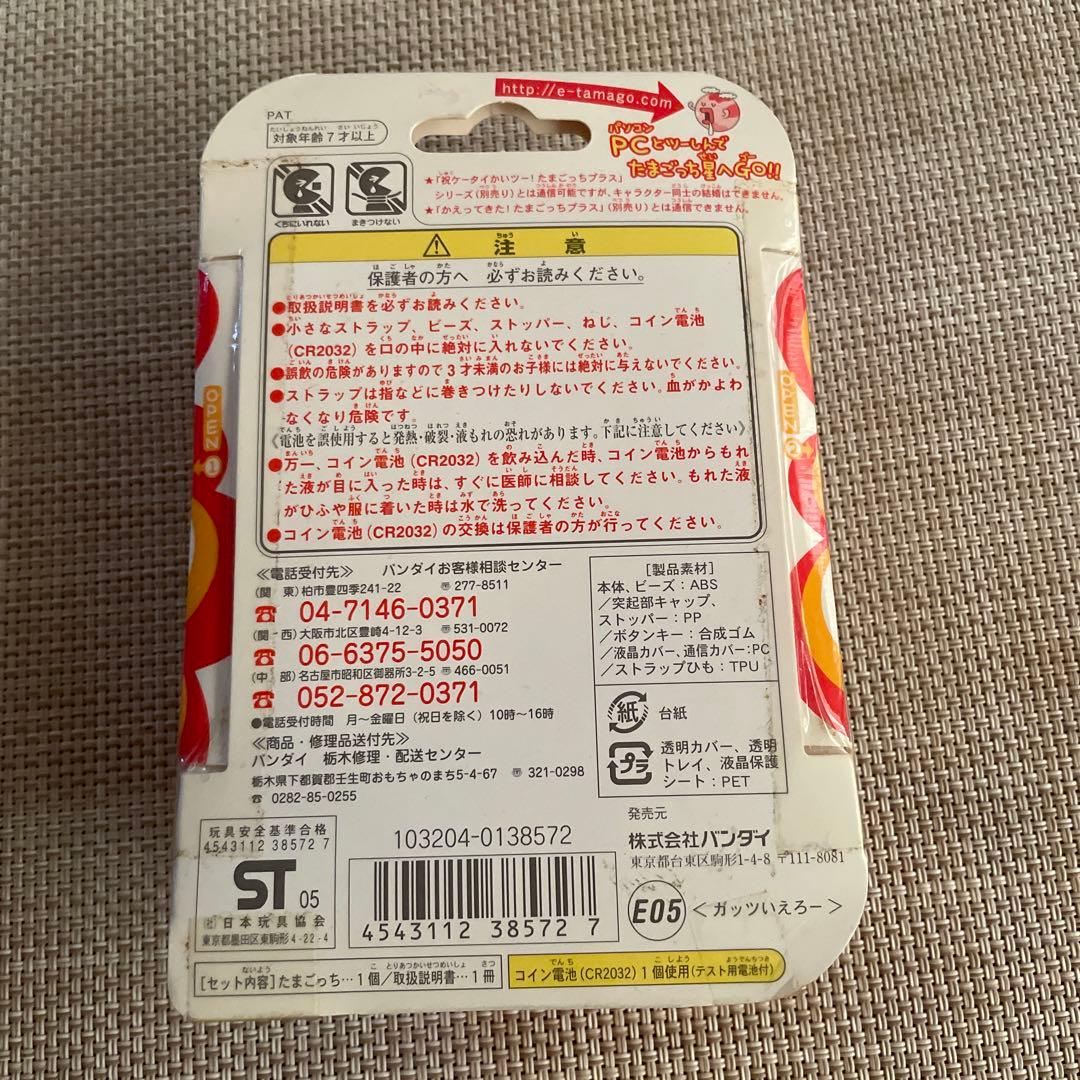 http://e-tamago.com
PAT
対象年齢7才以上
パソコン
PCとツーしんで
たまごっち星へGO!!
くちにいれない
まきつけない
★「祝ケータイかいツー!たまごっちプラス」
シリーズ(別売り)とは通信可能ですが、キャラクター同士の結婚はできません。
★「かえってきた!たまごっちプラス」(別売り)とは通信できません。
注意
保護者の方へ 必ずお読みください。
●取扱説明書を必ずお読みください。
●小さなストラップ、ビーズ、ストッパー、ねじ、コイン電池
(CR2032)を口の中に絶対に入れないでください。
●誤飲の危険がありますので3才未満のお子様には絶対に与えないでください。
●ストラップは指などに巻きつけたりしないでください。血がかよわ
なくなり危険です。
《電池を誤使用すると発熱・破裂・液もれの恐れがあります。下記に注意してください》
●万一、コイン電池(CR2032)を飲み込んだ時、コイン電池からもれ
た液が目に入った時は、すぐに医師に相談してください。もれた液
がひふや服に着いた時は水で洗ってください。
●コイン電池(CR2032)の交換は保護者の方が行ってください。
OPEN 1
OPEN 2
≪電話受付先≫ バンダイお客様相談センター
(関 東)柏市豊四季241-22 〒277-8511
☎ 04-7146-0371
(関 西)大阪市北区豊崎4-12-3 〒531-0072
☎ 06-6375-5050
(中 部)名古屋市昭和区御器所3-2-5 〒466-0051
☎ 052-872-0371
●電話受付時間 月〜金曜日(祝日を除く)10時〜16時
≪商品・修理品送付先≫
バンダイ 栃木修理・配送センター
栃木県下都賀郡壬生町おもちゃのまち5-4-67 〒321-0298
☎ 0282-85-0255
[製品素材]
本体、ビーズ:ABS
/突起部キャップ、
ストッパー:PP
/ボタンキー:合成ゴム
/液晶カバー、通信カバー:PC
/ストラップひも:TPU
紙 台紙
プラ 透明カバー、透明
トレイ、液晶保護
シート:PET
玩具安全基準合格
4543112 38572 7
ST 05
(社)日本玩具協会
東京都墨田区東駒形4-22-4
103204-0138572
4543112 38572 7
発売元
株式会社バンダイ
東京都台東区駒形1-4-8 〒111-8081
E05 <ガッツいえろー>
[セット内容]たまごっち…1個/取扱説明書…1冊
コイン電池(CR2032)1個使用(テスト用電池付)